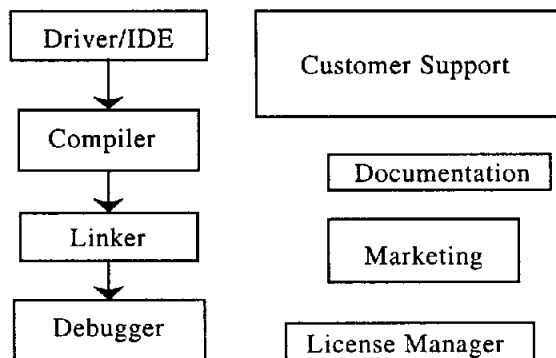 Driver/IDE
Customer Support
Compiler
Documentation
Linker
Marketing
Debugger
License Manager